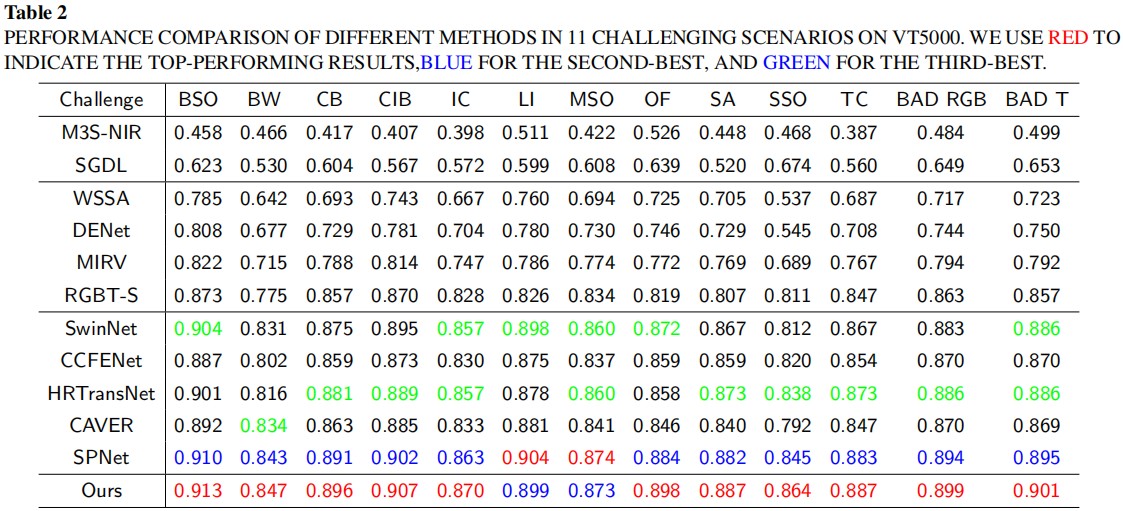 Table 2
PERFORMANCE COMPARISON OF DIFFERENT METHODS IN 11 CHALLENGING SCENARIOS ON VT5000. WE USE RED TO
INDICATE THE TOP-PERFORMING RESULTS,BLUE FOR THE SECOND-BEST, AND GREEN FOR THE THIRD-BEST.
Challenge BSO BW CB CIB IC LI MSO OF SA SSO TC BAD RGB BAD T
M3S-NIR 0.458 0.466 0.417 0.407 0.398 0.511 0.422 0.526 0.448 0.468 0.387 0.484 0.499
SGDL 0.623 0.530 0.604 0.567 0.572 0.599 0.608 0.639 0.520 0.674 0.560 0.649 0.653
WSSA 0.785 0.642 0.693 0.743 0.667 0.760 0.694 0.725 0.705 0.537 0.687 0.717 0.723
DENet 0.808 0.677 0.729 0.781 0.704 0.780 0.730 0.746 0.729 0.545 0.708 0.744 0.750
MIRV 0.822 0.715 0.788 0.814 0.747 0.786 0.774 0.772 0.769 0.689 0.767 0.794 0.792
RGBT-S 0.873 0.775 0.857 0.870 0.828 0.826 0.834 0.819 0.807 0.811 0.847 0.863 0.857
SwinNet 0.904 0.831 0.875 0.895 0.857 0.898 0.860 0.872 0.867 0.812 0.867 0.883 0.886
CCFENet 0.887 0.802 0.859 0.873 0.830 0.875 0.837 0.859 0.859 0.820 0.854 0.870 0.870
HRTransNet 0.901 0.816 0.881 0.889 0.857 0.878 0.860 0.858 0.873 0.838 0.873 0.886 0.886
CAVER 0.892 0.834 0.863 0.885 0.833 0.881 0.841 0.846 0.840 0.792 0.847 0.870 0.869
SPNet 0.910 0.843 0.891 0.902 0.863 0.904 0.874 0.884 0.882 0.845 0.883 0.894 0.895
Ours 0.913 0.847 0.896 0.907 0.870 0.899 0.873 0.898 0.887 0.864 0.887 0.899 0.901